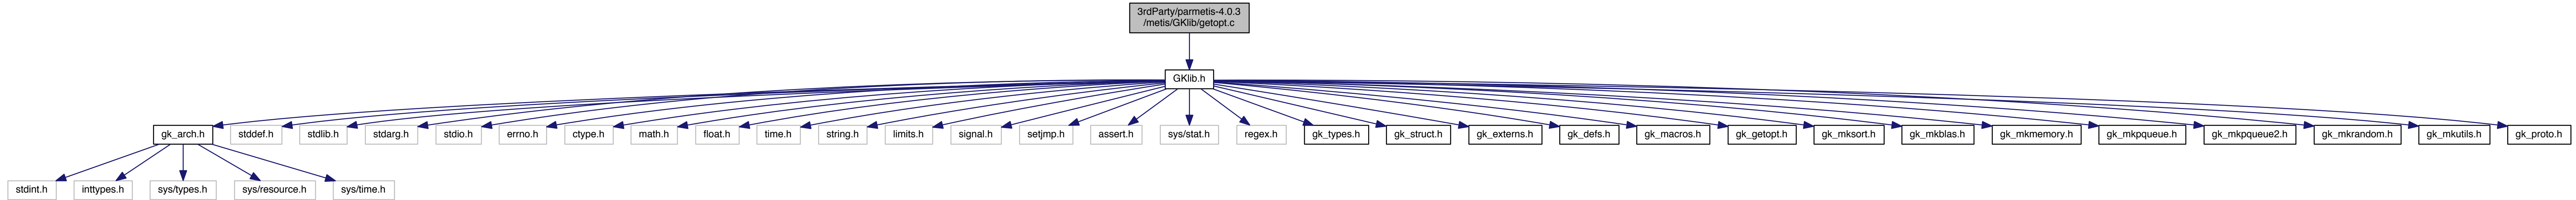 3rdParty/parmetis-4.0.3
/metis/GKlib/getopt.c
GKlib.h
gk_arch.h
stddef.h
stdlib.h
stdarg.h
stdio.h
errno.h
ctype.h
math.h
float.h
time.h
string.h
limits.h
signal.h
setjmp.h
assert.h
sys/stat.h
regex.h
gk_types.h
gk_struct.h
gk_externs.h
gk_defs.h
gk_macros.h
gk_getopt.h
gk_mksort.h
gk_mkblas.h
gk_mkmemory.h
gk_mkpqueue.h
gk_mkpqueue2.h
gk_mkrandom.h
gk_mkutils.h
gk_proto.h
stdint.h
inttypes.h
sys/types.h
sys/resource.h
sys/time.h